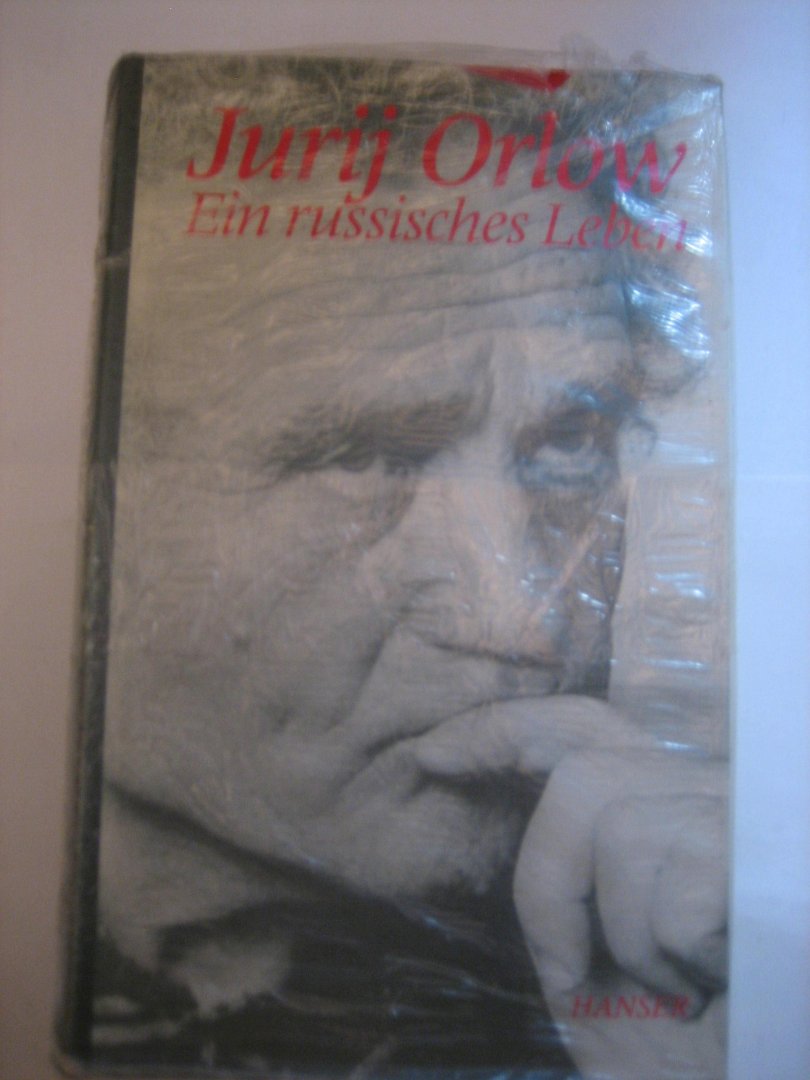 Jurij Orlow
Ein russisches Leben
HANSER